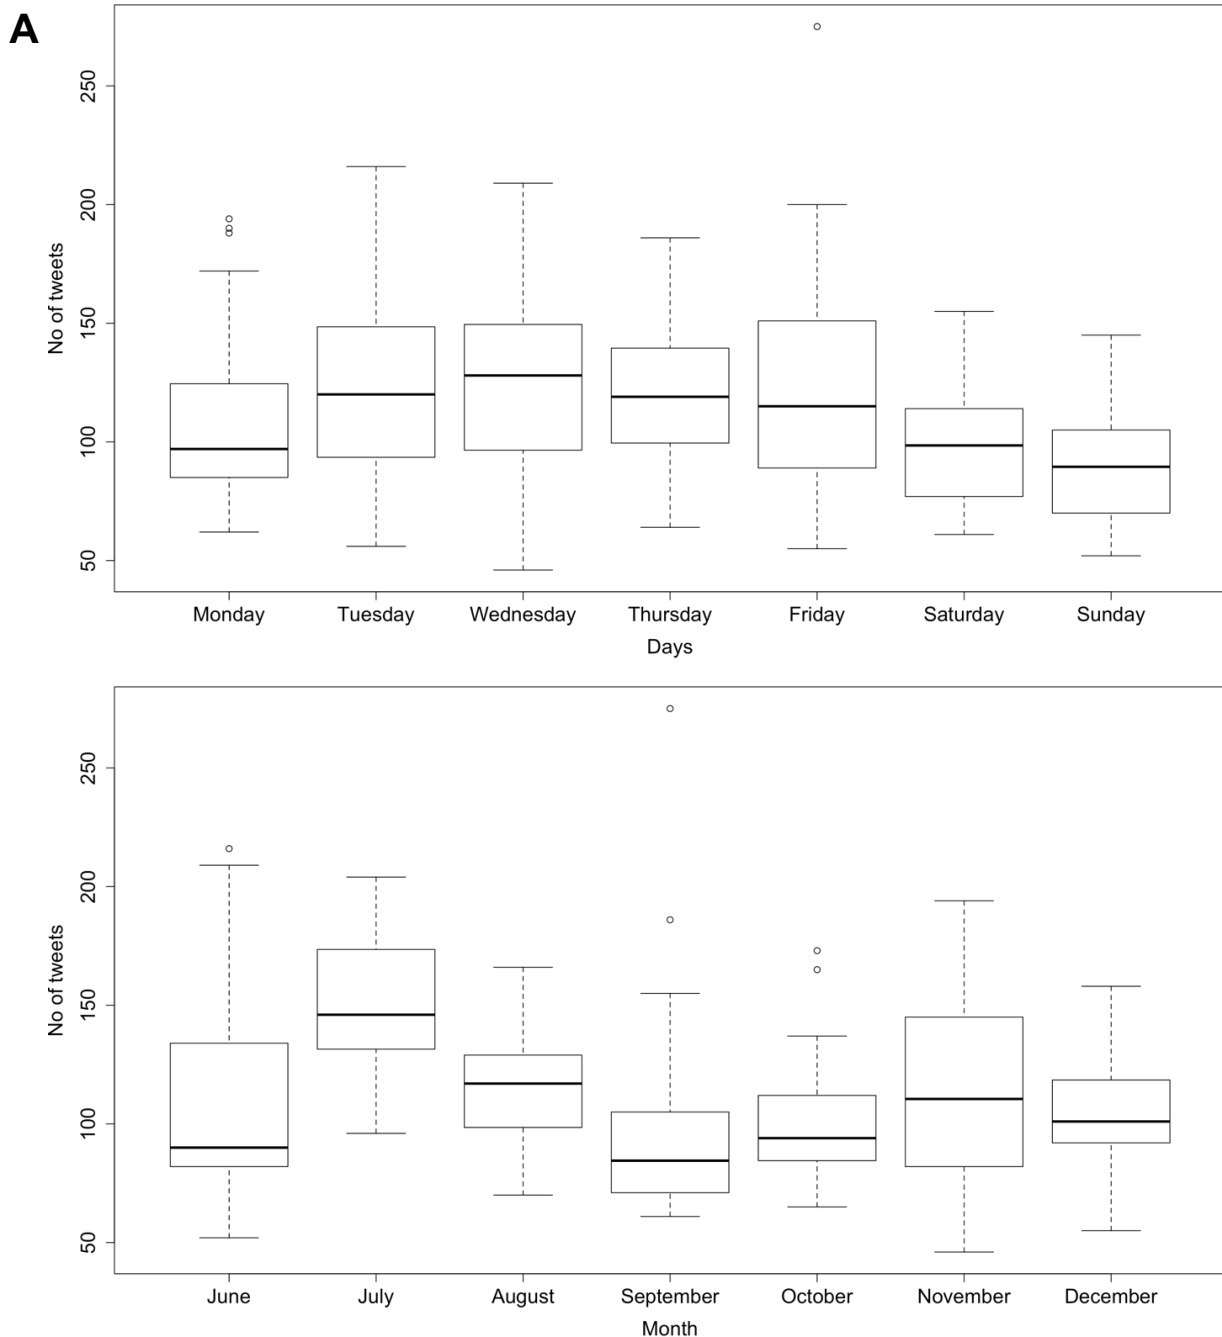 A
No of tweets
250
200
150
100
50
Monday Tuesday Wednesday Thursday Friday Saturday Sunday
Days
No of tweets
250
200
150
100
50
June July August September October November December
Month